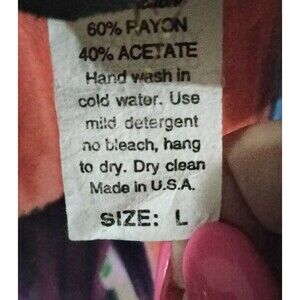 60% RAYON
40% ACETATE
Hand wash in
cold water. Use
mild detergent
no bleach, hang
to dry. Dry clean
Made in U.S.A.
SIZE: L